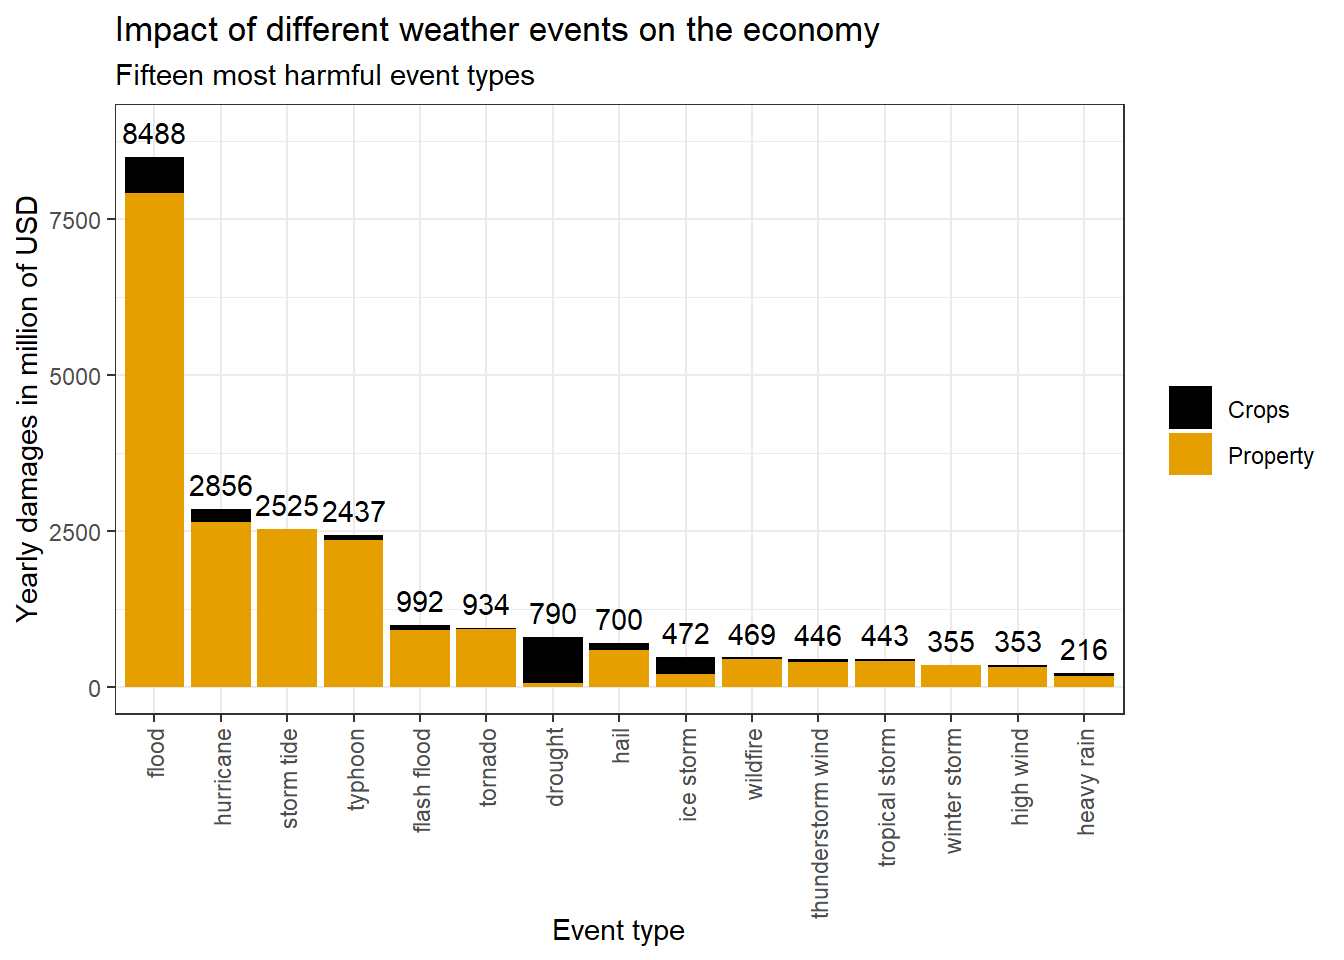 Impact of different weather events on the economy
Fifteen most harmful event types
Yearly damages in million of USD
7500
5000
2500
0
8488
2856
2525
2437
992
934
790
700
472
469
446
443
355
353
216
flood
hurricane
storm tide
typhoon
flash flood
tornado
drought
hail
ice storm
wildfire
thunderstorm wind
tropical storm
winter storm
high wind
heavy rain
Event type
Crops
Property